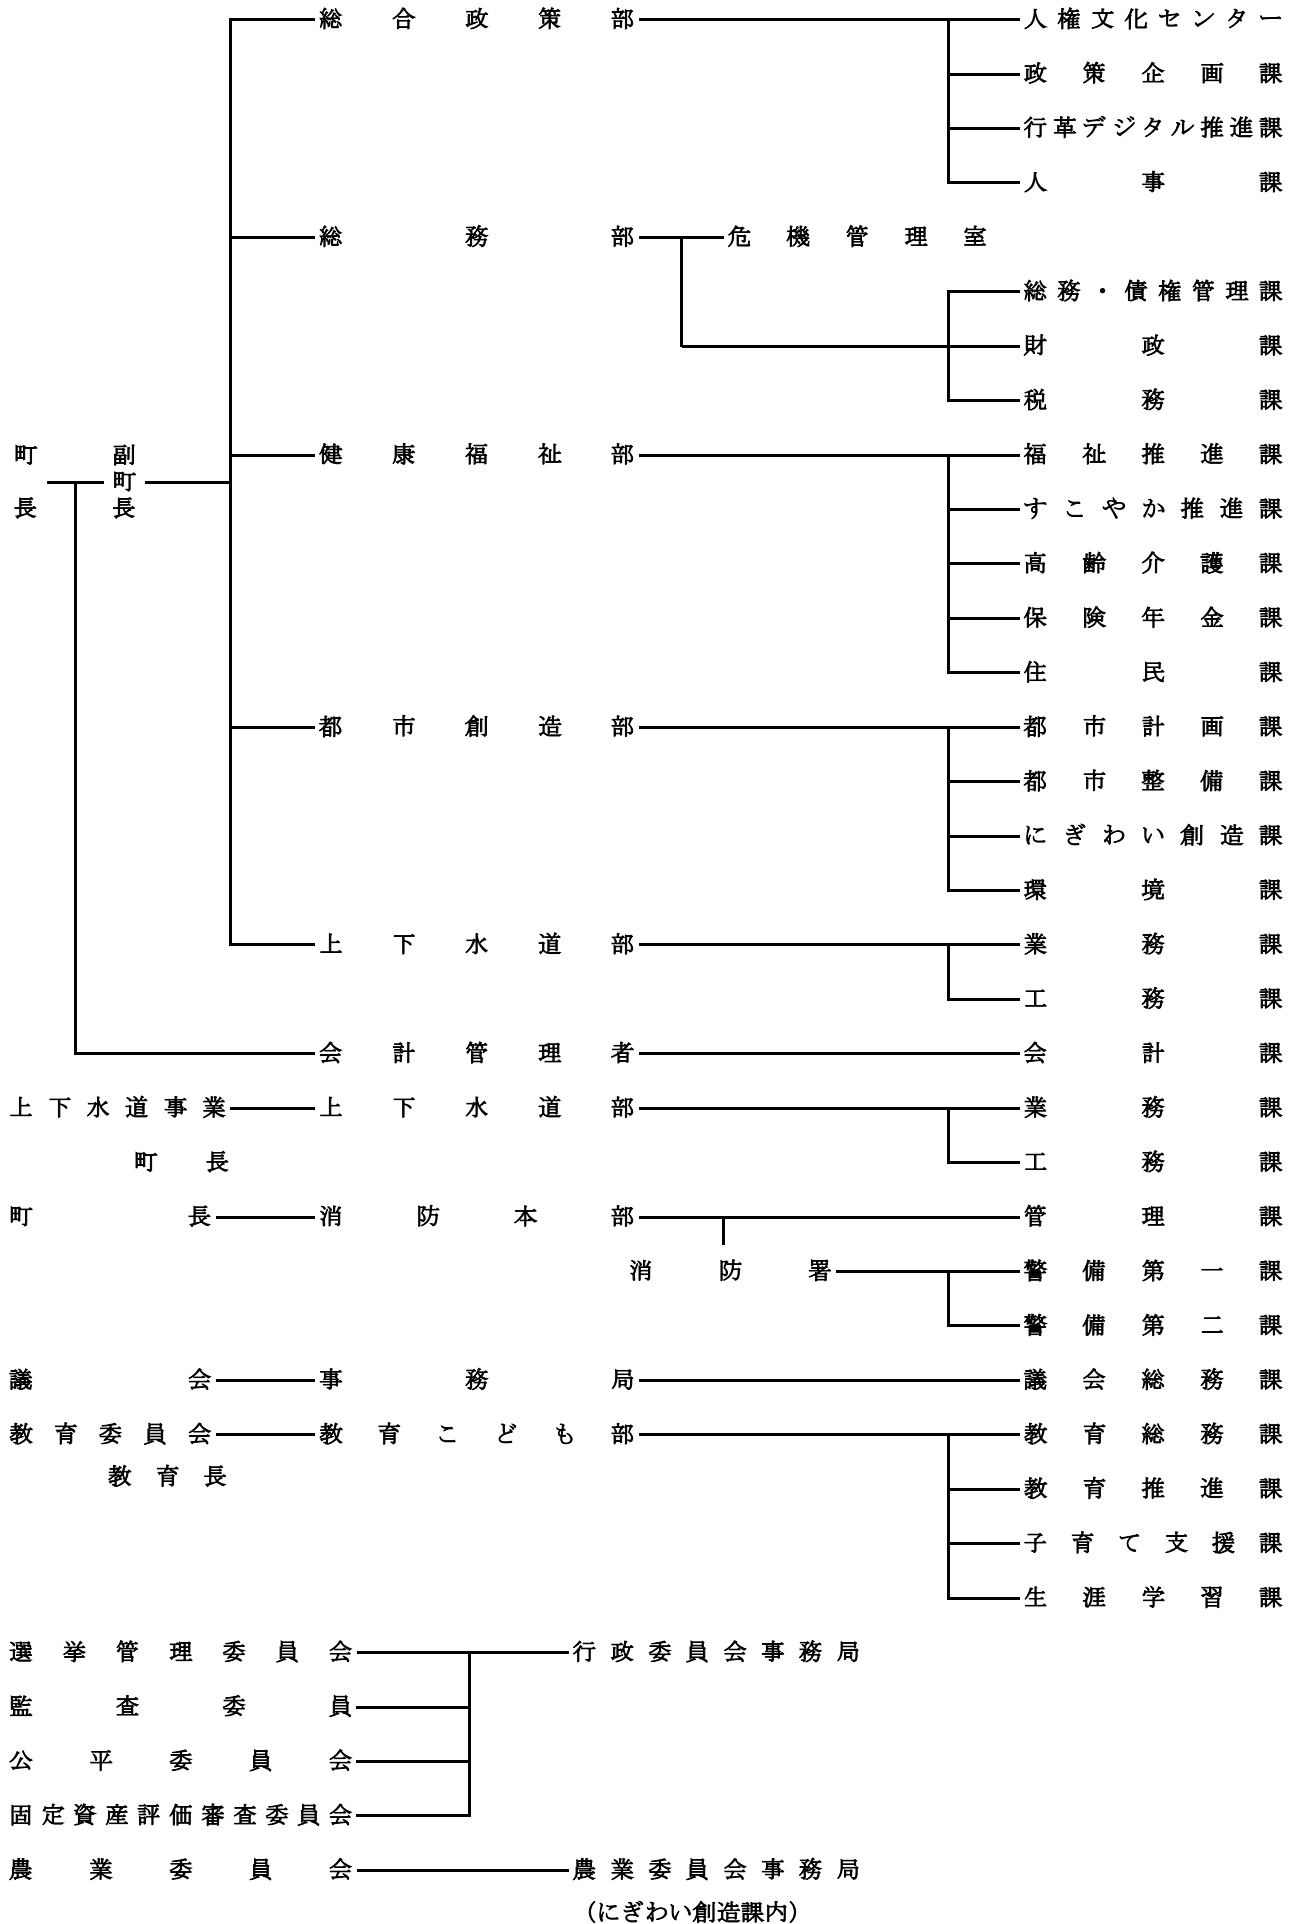 総合政策部 人権文化センター
政策企画課
行革デジタル推進課
人事課
総務部 危機管理室
総務・債権管理課
財政課
税務課
町長 副町長 健康福祉部 福祉推進課
すこやか推進課
高齢介護課
保険年金課
住民課
都市創造部 都市計画課
都市整備課
にぎわい創造課
環境課
上下水道部 業務課
工務課
会計管理者 会計課
上下水道事業 上下水道部 業務課
町長 工務課
町長 消防本部 管理課
消防署 警備第一課
警備第二課
議会 事務局 議会総務課
教育委員会 教育こども部 教育総務課
教育長
教育推進課
子育て支援課
生涯学習課
選挙管理委員会 行政委員会事務局
監査委員
公平委員会
固定資産評価審査委員会
農業委員会 農業委員会事務局
（にぎわい創造課内）